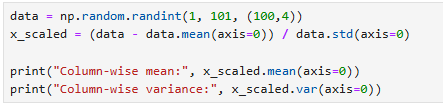 data = np.random.randint(1, 101, (100,4))
x_scaled = (data - data.mean(axis=0)) / data.std(axis=0)
print("Column-wise mean:", x_scaled.mean(axis=0))
print("Column-wise variance:", x_scaled.var(axis=0))